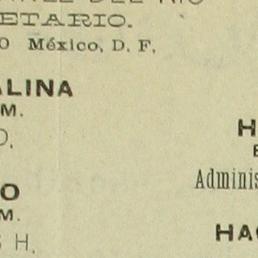 ETARIO.
O México, D. F.
ALINA
M.
O.
O
M.
S H.
H
E
Adminis
HAC